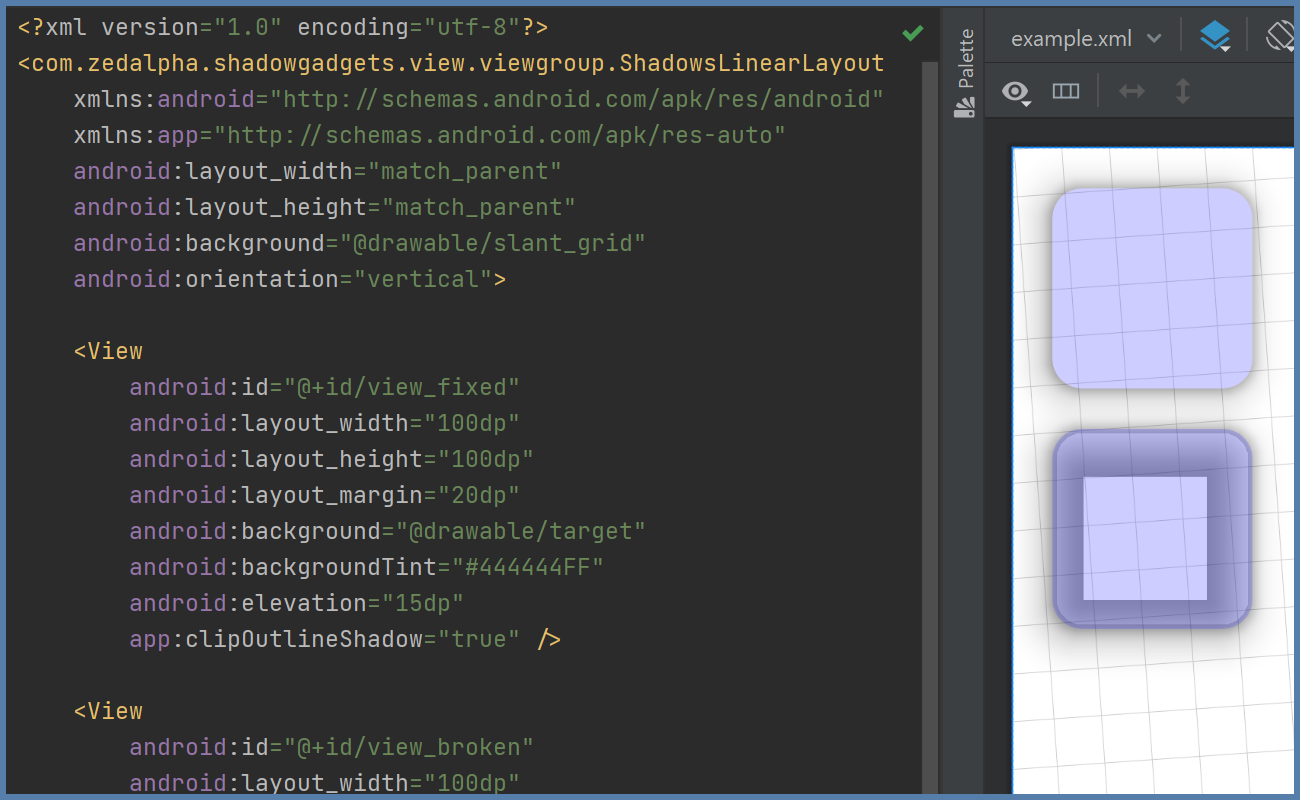 <?xml version="1.0" encoding="utf-8"?>
<com.zedalpha.shadowgadgets.view.viewgroup.ShadowsLinearLayout
xmlns:android="http://schemas.android.com/apk/res/android"
xmlns:app="http://schemas.android.com/apk/res-auto"
android:layout_width="match_parent"
android:layout_height="match_parent"
android:background="@drawable/slant_grid"
android:orientation="vertical">
<View
android:id="@+id/view_fixed"
android:layout_width="100dp"
android:layout_height="100dp"
android:layout_margin="20dp"
android:background="@drawable/target"
android:backgroundTint="#444444FF"
android:elevation="15dp"
app:clipOutlineShadow="true" />
<View
android:id="@+id/view_broken"
android:layout_width="100dp"
Palette
example.xml